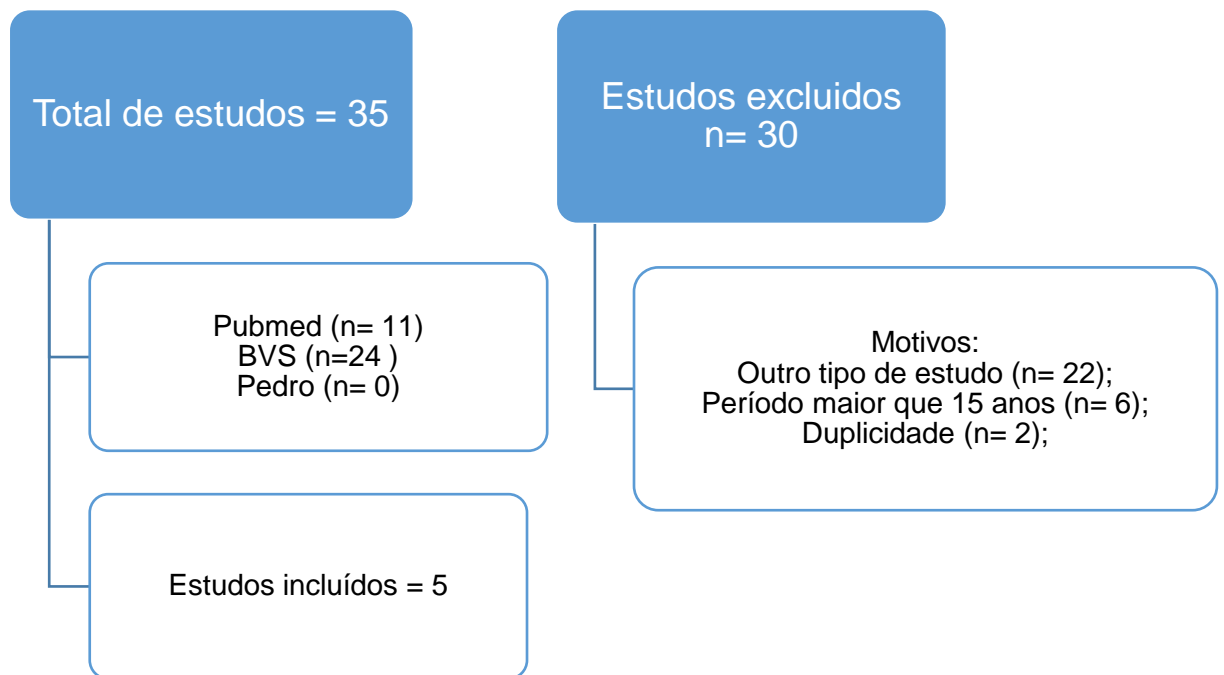 Total de estudos = 35
Pubmed (n= 11)
BVS (n=24 )
Pedro (n= 0)
Estudos incluídos = 5
Estudos excluidos
n= 30
Motivos:
Outro tipo de estudo (n= 22);
Período maior que 15 anos (n= 6);
Duplicidade (n= 2);